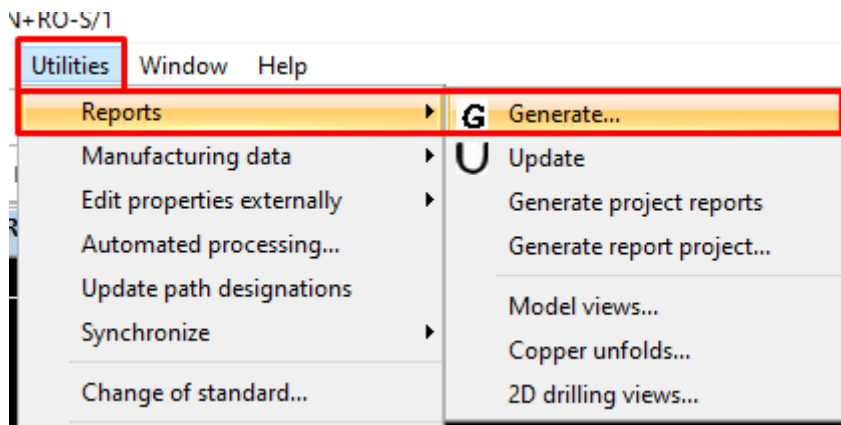 N+RO-S/1
Utilities Window Help
Reports
Manufacturing data
Edit properties externally
Automated processing...
Update path designations
Synchronize
Change of standard...
G Generate...
U Update
Generate project reports
Generate report project...
Model views...
Copper unfolds...
2D drilling views...